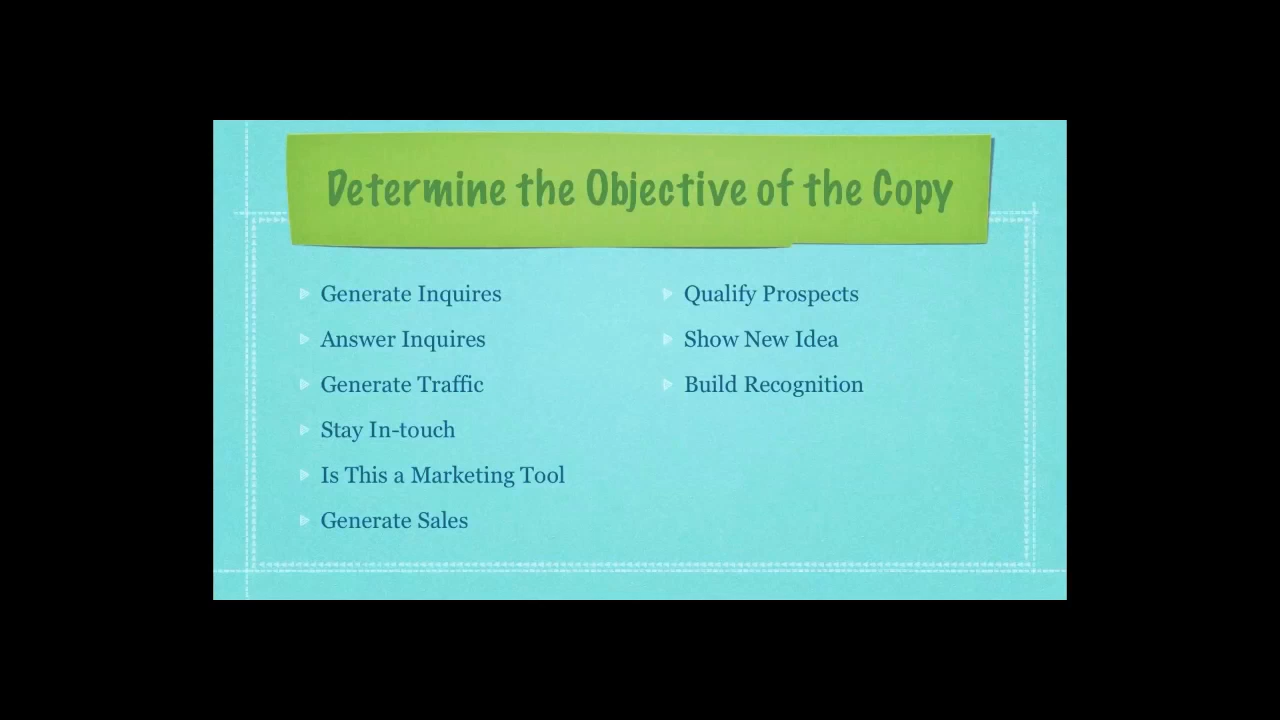 Determine the Objective of the Copy
Generate Inquires
Answer Inquires
Generate Traffic
Stay In-touch
Is This a Marketing Tool
Generate Sales
Qualify Prospects
Show New Idea
Build Recognition